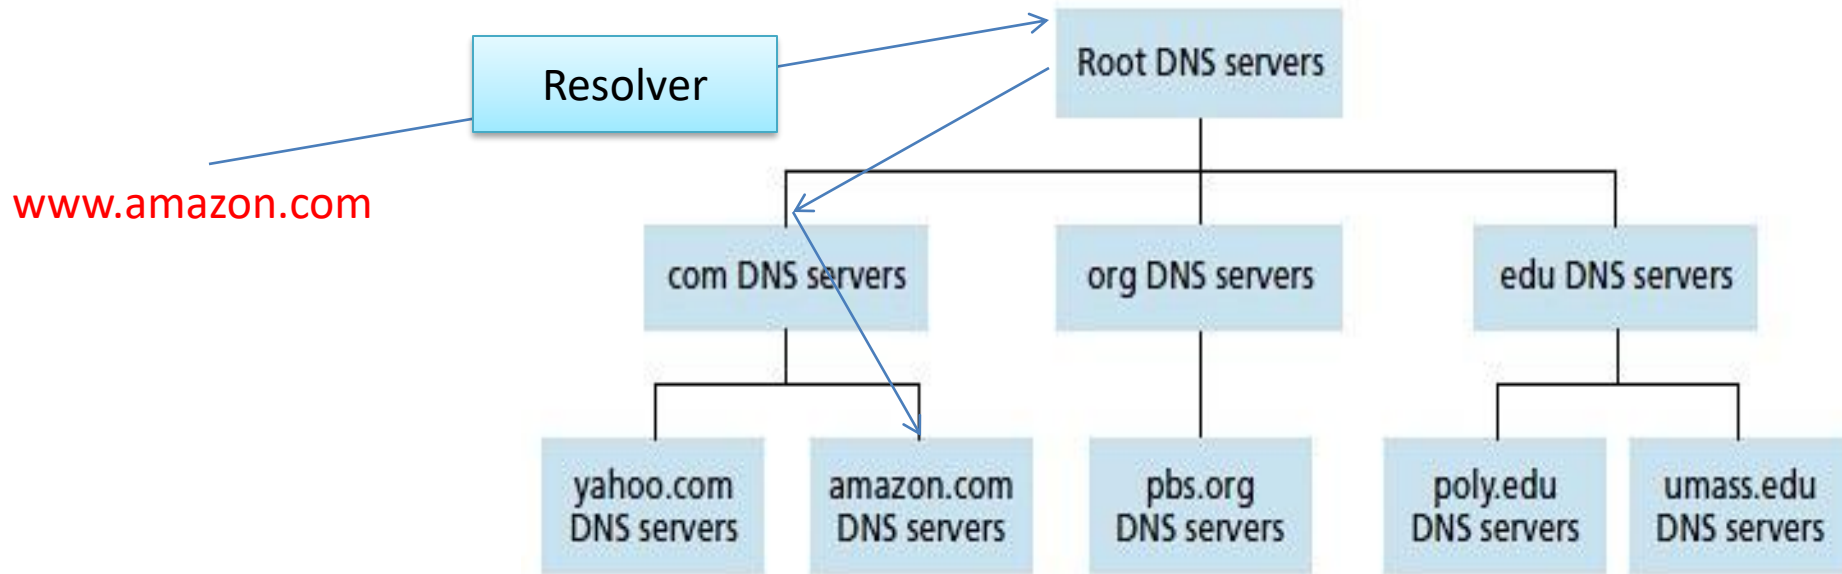 Resolver
Root DNS servers
www.amazon.com
com DNS servers
org DNS servers
edu DNS servers
yahoo.com
DNS servers
amazon.com
DNS servers
pbs.org
DNS servers
poly.edu
DNS servers
umass.edu
DNS servers